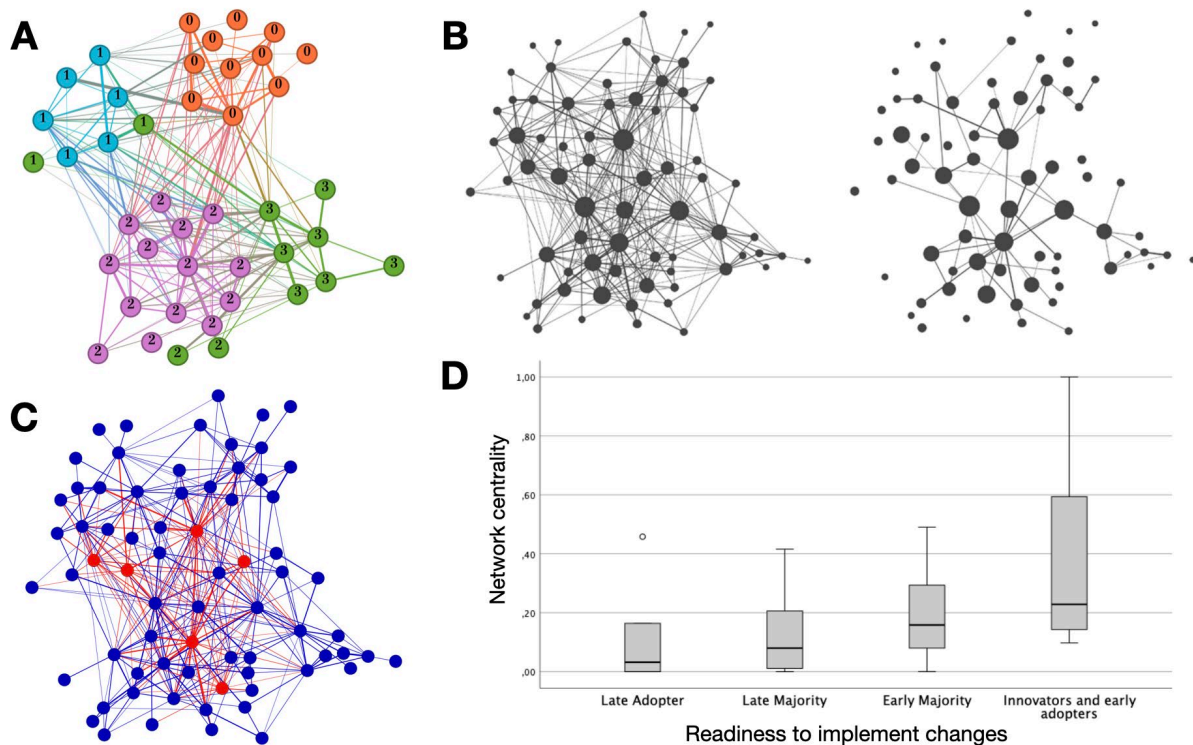 A
B
0 0
0
0
1 0 0
0 0
1 0
1 0
0
1 1
1
1 1
3
2 2 3
2 2 3
2 3
2 2 2 3
3
2 2 3
2
2
2 2
2 2
C
D
Network centrality
1,00
,80
,60
,40
,20
,00
Late Adopter Late Majority Early Majority Innovators and early
adopters
Readiness to implement changes